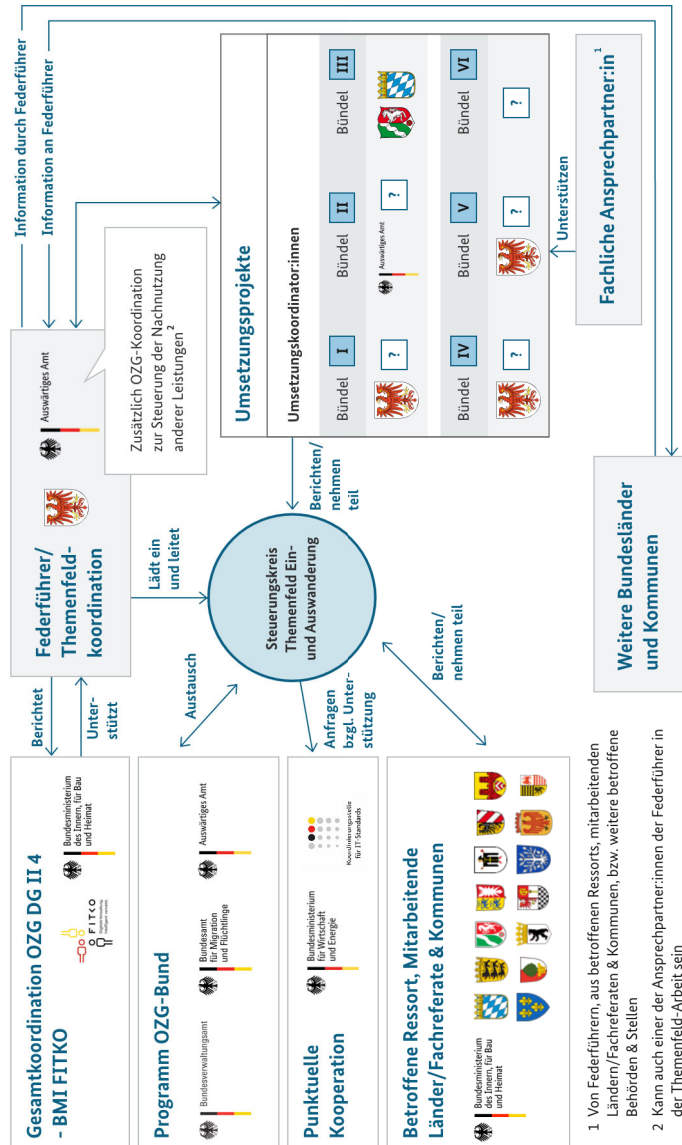 Gesamtkoordination OZG DG II 4
- BMI FITKO
FITKO
Bundesministerium
des Innern, für Bau
und Heimat
Berichtet
Unter-
stützt
Federführer/
Themenfeld-
koordination
Auswärtiges Amt
Information durch Federführer
Information an Federführer
Zusätzlich OZG-Koordination
zur Steuerung der Nachnutzung
anderer Leistungen²
Programm OZG-Bund
Bundesverwaltungsamt
Bundesamt
für Migration
und Flüchtlinge
Auswärtiges Amt
Austausch
Lädt ein
und leitet
Steuerungskreis
Themenfeld Ein-
und Auswanderung
Berichten/
nehmen
teil
Umsetzungsprojekte
Umsetzungskoordinator:innen
Bündel I
Bündel II
Bündel III
?
Auswärtiges Amt
?
Bündel IV
Bündel V
Bündel VI
?
?
?
Punktuelle
Kooperation
Bundesministerium
für Wirtschaft
und Energie
Koordinierungsstelle
für IT-Standards
Anfragen
bzgl. Unter-
stützung
Betroffene Ressort, Mitarbeitende
Länder/Fachreferate & Kommunen
Bundesministerium
des Innern, für Bau
und Heimat
Berichten/
nehmen teil
Unterstützen
Fachliche Ansprechpartner:in ¹
Weitere Bundesländer
und Kommunen
1 Von Federführern, aus betroffenen Ressorts, mitarbeitenden
Ländern/Fachreferaten & Kommunen, bzw. weitere betroffene
Behörden & Stellen
2 Kann auch einer der Ansprechpartner:innen der Federführer in
der Themenfeld-Arbeit sein